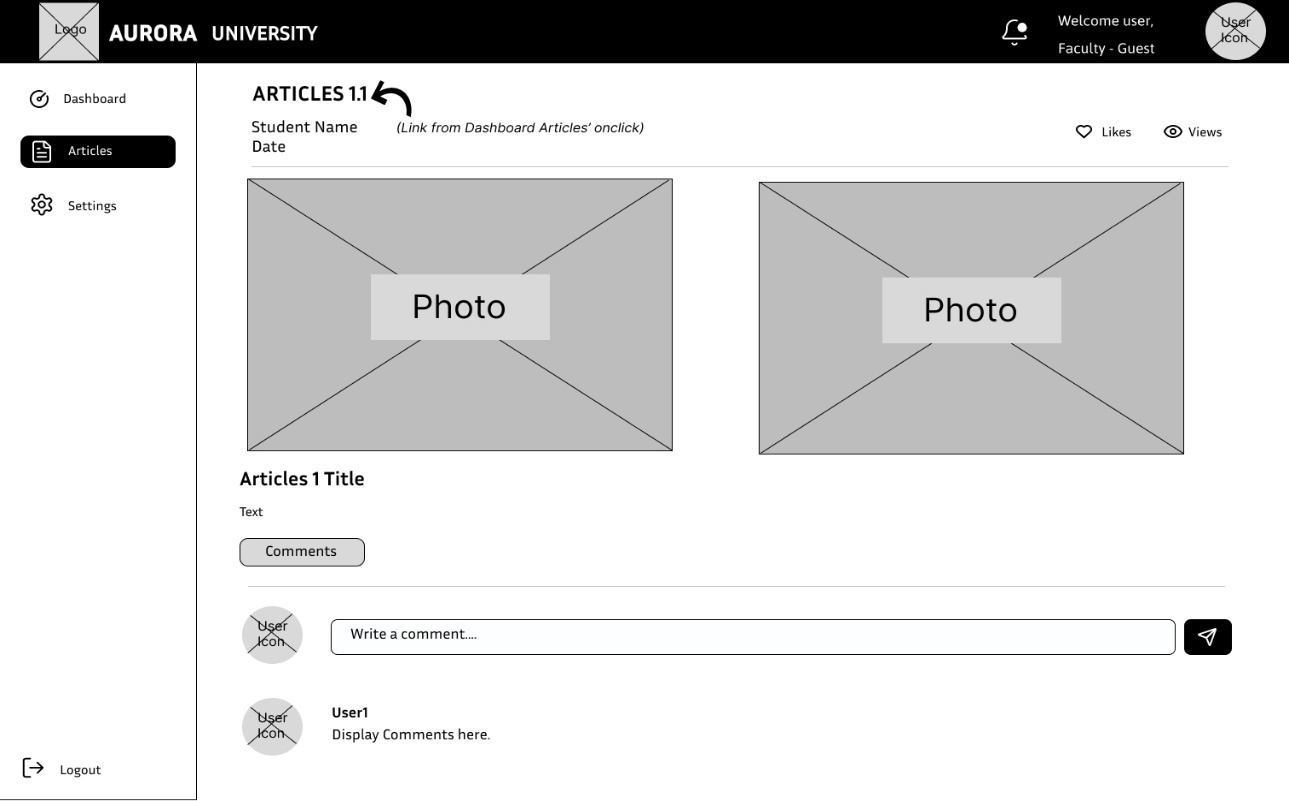 Logo
AURORA UNIVERSITY
Welcome user,
Faculty - Guest
User
Icon
Dashboard
Articles
Settings
Logout
ARTICLES 1.1
Student Name
(Link from Dashboard Articles' onclick)
Date
Likes
Views
Photo
Photo
Articles 1 Title
Text
Comments
User
Icon
Write a comment....
User
Icon
User1
Display Comments here.